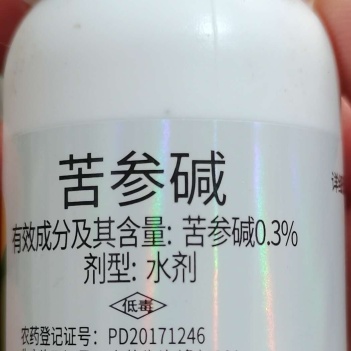 苦参碱
有效成分及其含量: 苦参碱0.3%
剂型: 水剂
低毒
农药登记证号: PD20171246